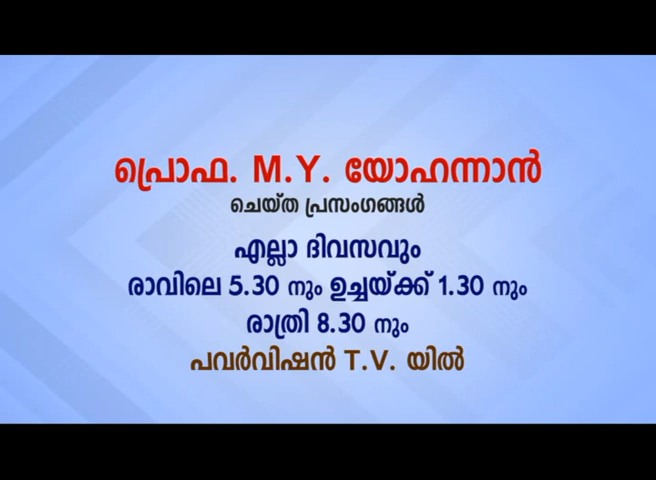 പ്രൊഫ. M.Y. യോഹന്നാൻ
ചെയ്ത പ്രസംഗങ്ങൾ
എല്ലാ ദിവസവും
രാവിലെ 5.30 നും ഉച്ചയ്ക്ക് 1.30 നും
രാത്രി 8.30 നും
പവർവിഷൻ T.V. യിൽ